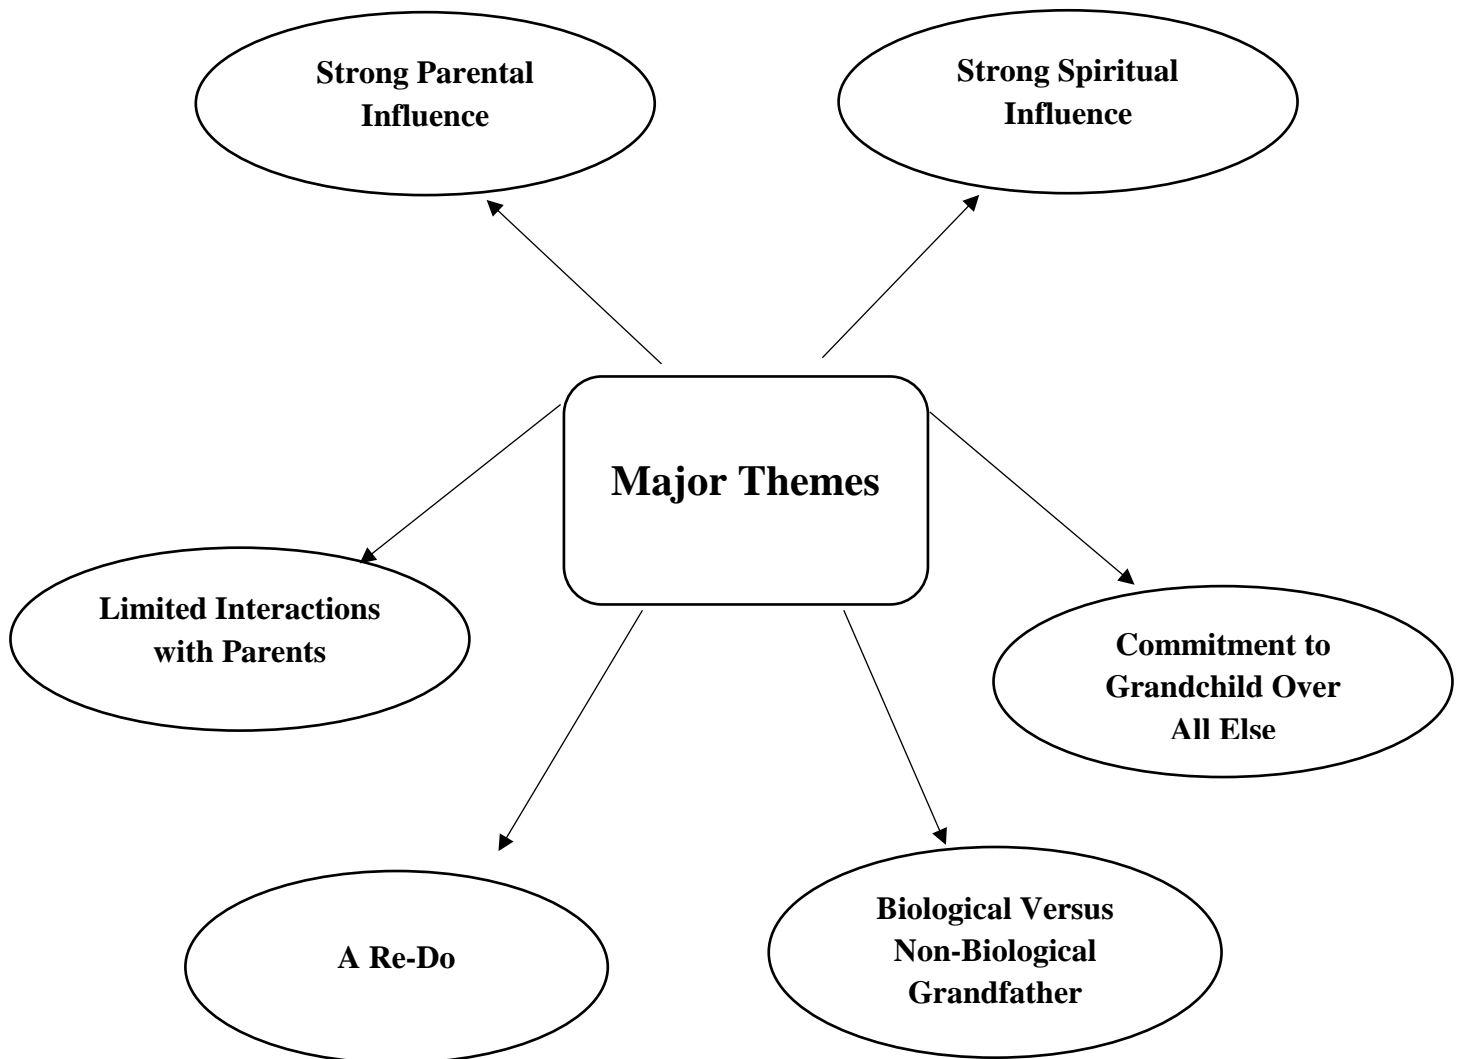 Strong Parental
Influence
Strong Spiritual
Influence
Major Themes
Limited Interactions
with Parents
Commitment to
Grandchild Over
All Else
A Re-Do
Biological Versus
Non-Biological
Grandfather